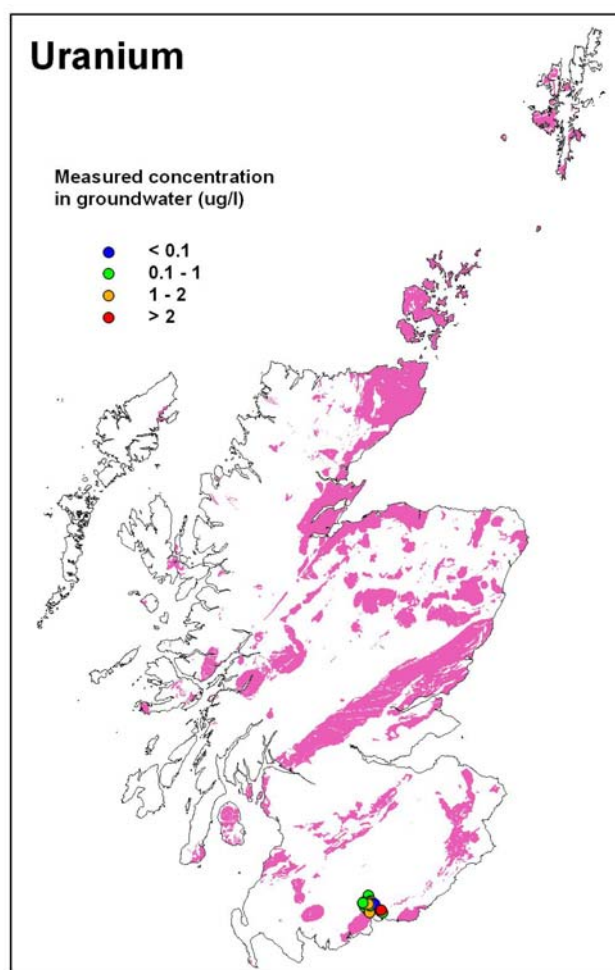 Uranium
Measured concentration
in groundwater (ug/l)
< 0.1
0.1 - 1
1 - 2
> 2